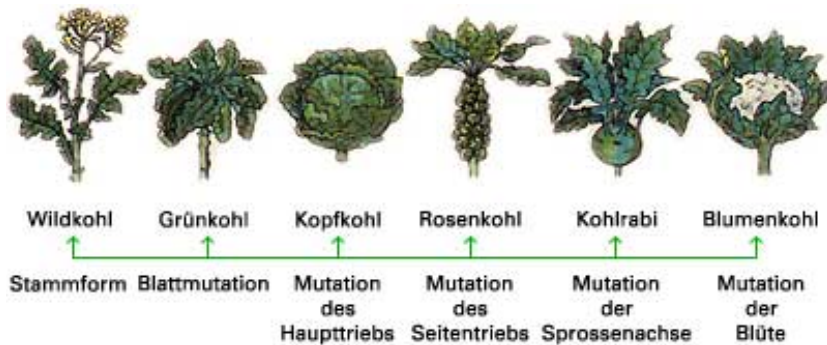 Wildkohl Grünkohl Kopfkohl Rosenkohl Kohlrabi Blumenkohl
Stammform Blattmutation Mutation Mutation Mutation Mutation
des des der der
Haupttriebs Seitentriebs Sprossenachse Blüte